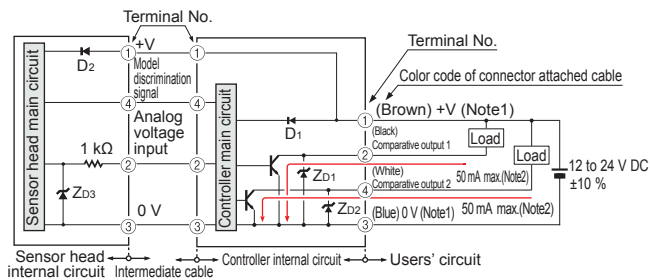 Terminal No.
Terminal No.
Color code of connector attached cable
Sensor head main circuit
D2
1 kΩ
ZD3
① +V ①
Model
discrimination
signal
④ ④
Analog
voltage
input
② ②
0 V
③ ③
Controller main circuit
D1
ZD1
ZD2
① (Brown) +V (Note1)
(Black)
Comparative output 1
②
(White)
Comparative output 2
④
(Blue) 0 V (Note1)
③
Load
Load
50 mA max.(Note2)
50 mA max.(Note2)
12 to 24 V DC
±10 %
Sensor head
internal circuit
Intermediate cable
Controller internal circuit
Users' circuit